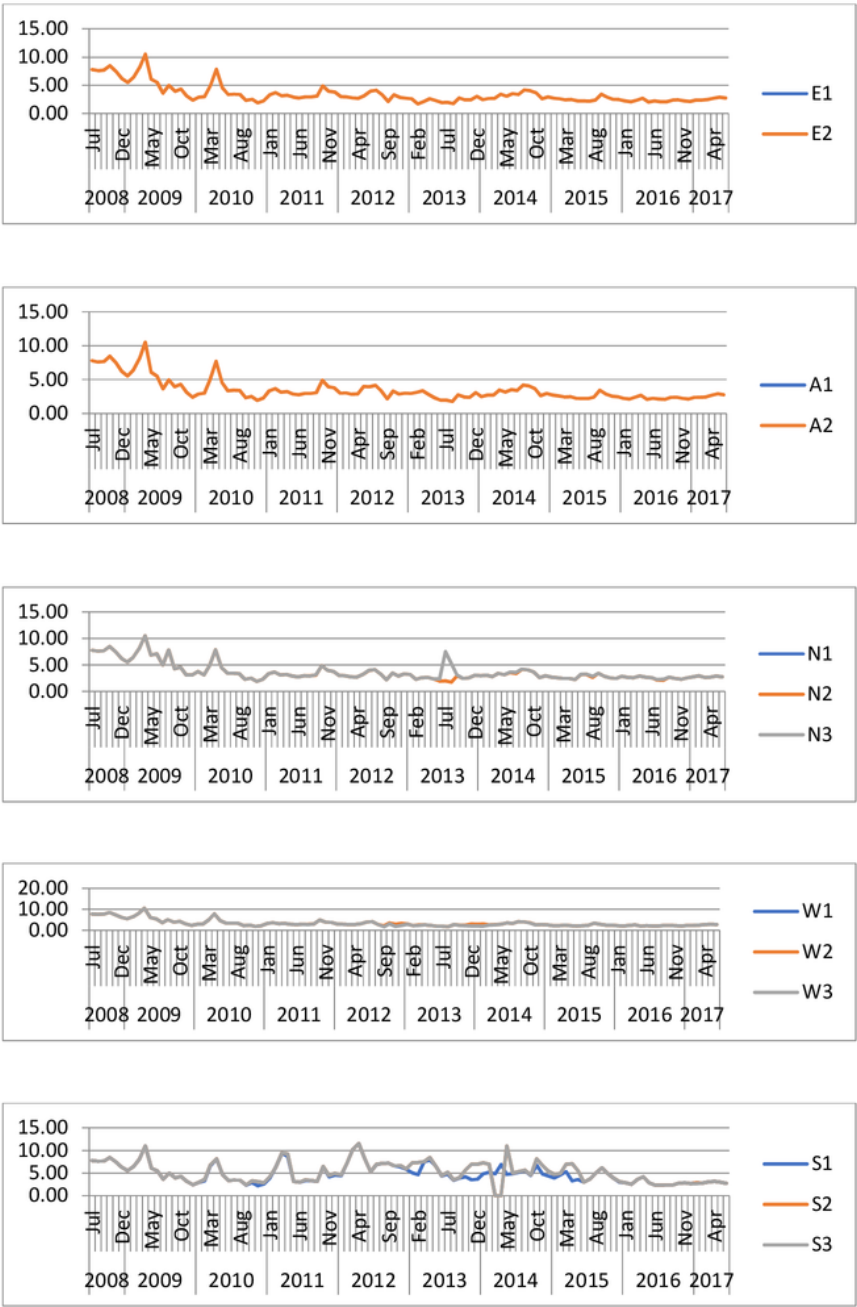 15.00
10.00
5.00
0.00
Jul Dec May Oct Mar Aug Jan Jun Nov Apr Sep Feb Jul Dec May Oct Mar Aug Jan Jun Nov Apr
2008 2009 2010 2011 2012 2013 2014 2015 2016 2017
E1
E2
15.00
10.00
5.00
0.00
Jul Dec May Oct Mar Aug Jan Jun Nov Apr Sep Feb Jul Dec May Oct Mar Aug Jan Jun Nov Apr
2008 2009 2010 2011 2012 2013 2014 2015 2016 2017
A1
A2
15.00
10.00
5.00
0.00
Jul Dec May Oct Mar Aug Jan Jun Nov Apr Sep Feb Jul Dec May Oct Mar Aug Jan Jun Nov Apr
2008 2009 2010 2011 2012 2013 2014 2015 2016 2017
N1
N2
N3
20.00
10.00
0.00
Jul Dec May Oct Mar Aug Jan Jun Nov Apr Sep Feb Jul Dec May Oct Mar Aug Jan Jun Nov Apr
2008 2009 2010 2011 2012 2013 2014 2015 2016 2017
W1
W2
W3
15.00
10.00
5.00
0.00
Jul Dec May Oct Mar Aug Jan Jun Nov Apr Sep Feb Jul Dec May Oct Mar Aug Jan Jun Nov Apr
2008 2009 2010 2011 2012 2013 2014 2015 2016 2017
S1
S2
S3